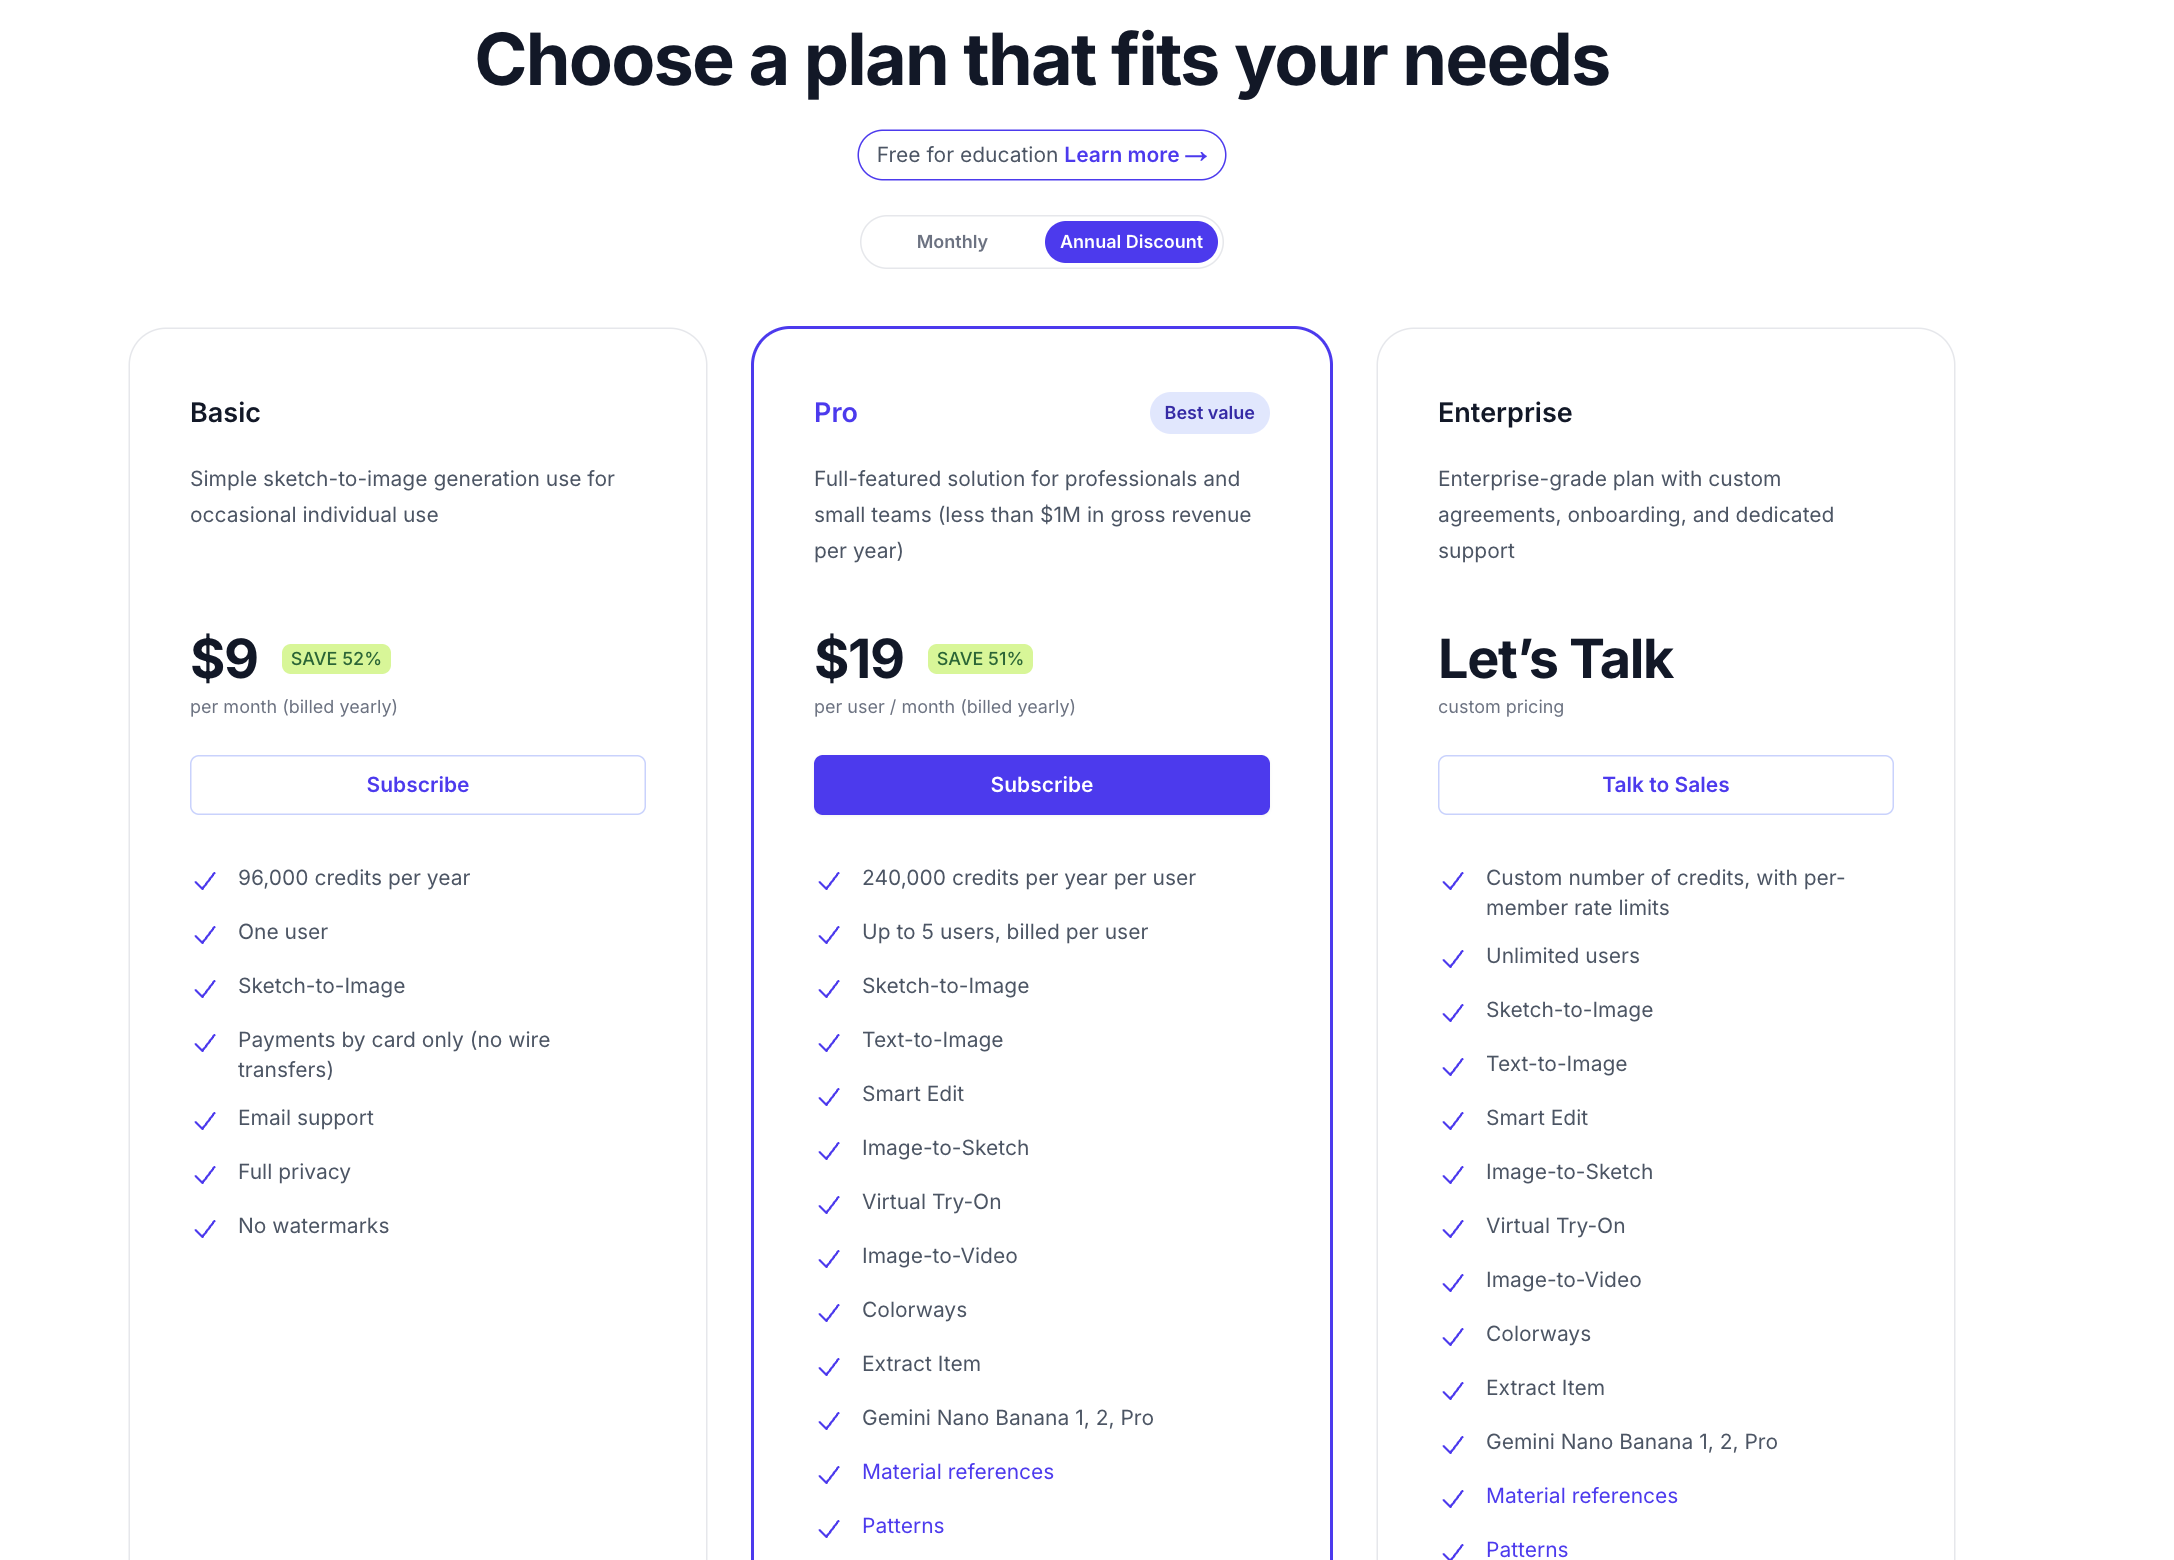 Choose a plan that fits your needs
Free for education Learn more →
Monthly
Annual Discount
Basic
Simple sketch-to-image generation use for
occasional individual use
$9
SAVE 52%
per month (billed yearly)
Subscribe
96,000 credits per year
One user
Sketch-to-Image
Payments by card only (no wire
transfers)
Email support
Full privacy
No watermarks
Pro
Best value
Full-featured solution for professionals and
small teams (less than $1M in gross revenue
per year)
$19
SAVE 51%
per user / month (billed yearly)
Subscribe
240,000 credits per year per user
Up to 5 users, billed per user
Sketch-to-Image
Text-to-Image
Smart Edit
Image-to-Sketch
Virtual Try-On
Image-to-Video
Colorways
Extract Item
Gemini Nano Banana 1, 2, Pro
Material references
Patterns
Enterprise
Enterprise-grade plan with custom
agreements, onboarding, and dedicated
support
Let’s Talk
custom pricing
Talk to Sales
Custom number of credits, with per-
member rate limits
Unlimited users
Sketch-to-Image
Text-to-Image
Smart Edit
Image-to-Sketch
Virtual Try-On
Image-to-Video
Colorways
Extract Item
Gemini Nano Banana 1, 2, Pro
Material references
Patterns